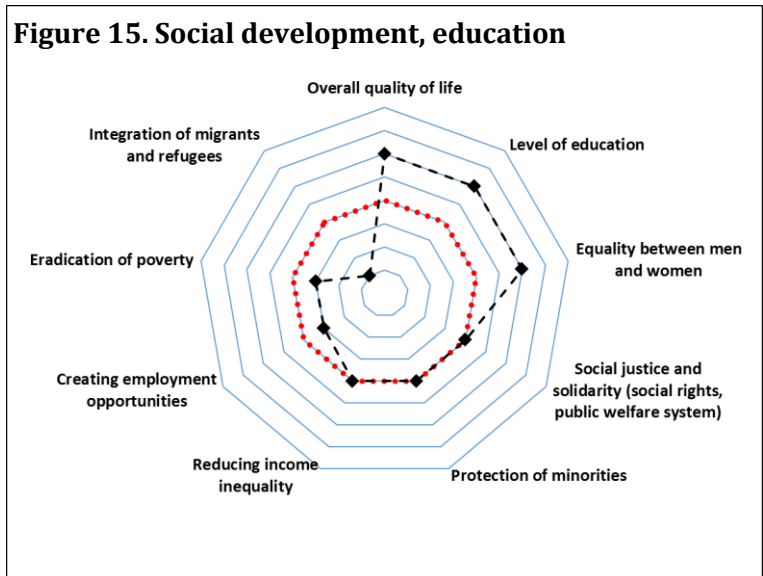 Figure 15. Social development, education
Overall quality of life
Integration of migrants
and refugees
Level of education
Eradication of poverty
Equality between men
and women
Creating employment
opportunities
Social justice and
solidarity (social rights,
public welfare system)
Reducing income
inequality
Protection of minorities